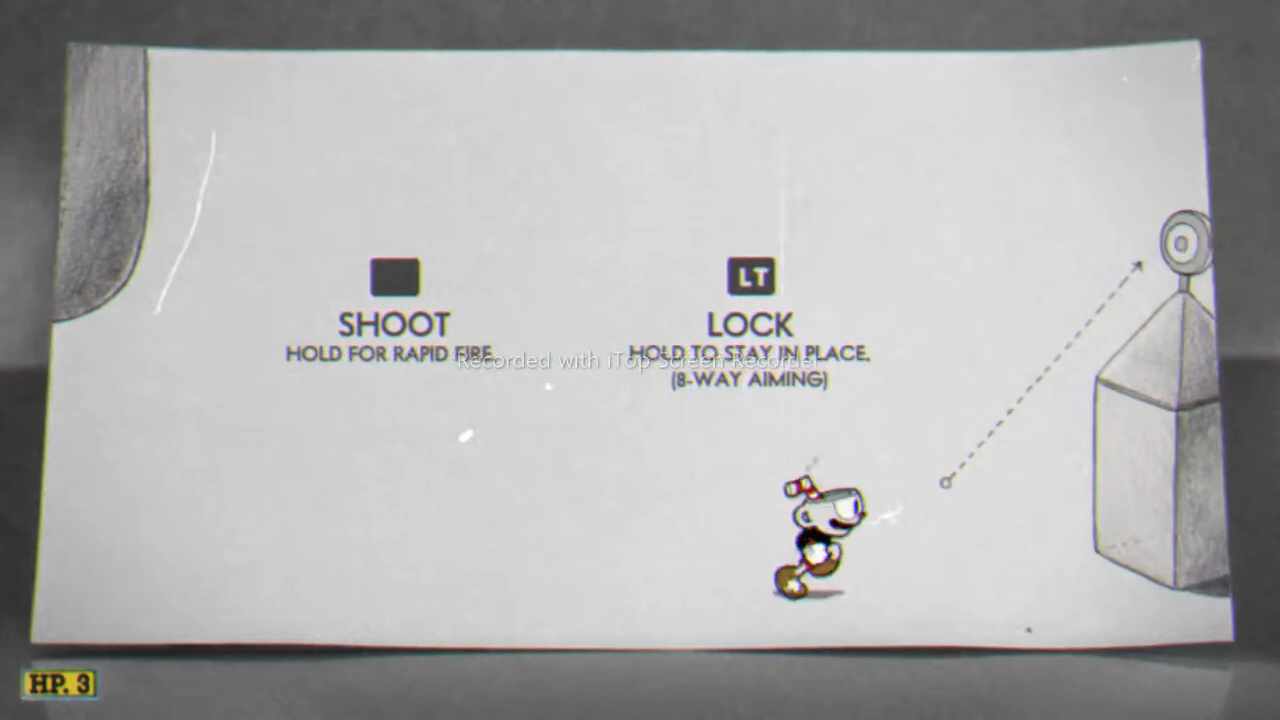 LT
SHOOT
LOCK
HOLD FOR RAPID FIRE.
HOLD TO STAY IN PLACE.
(8-WAY AIMING)
Recorded with iTop Screen Recorder
HP. 3